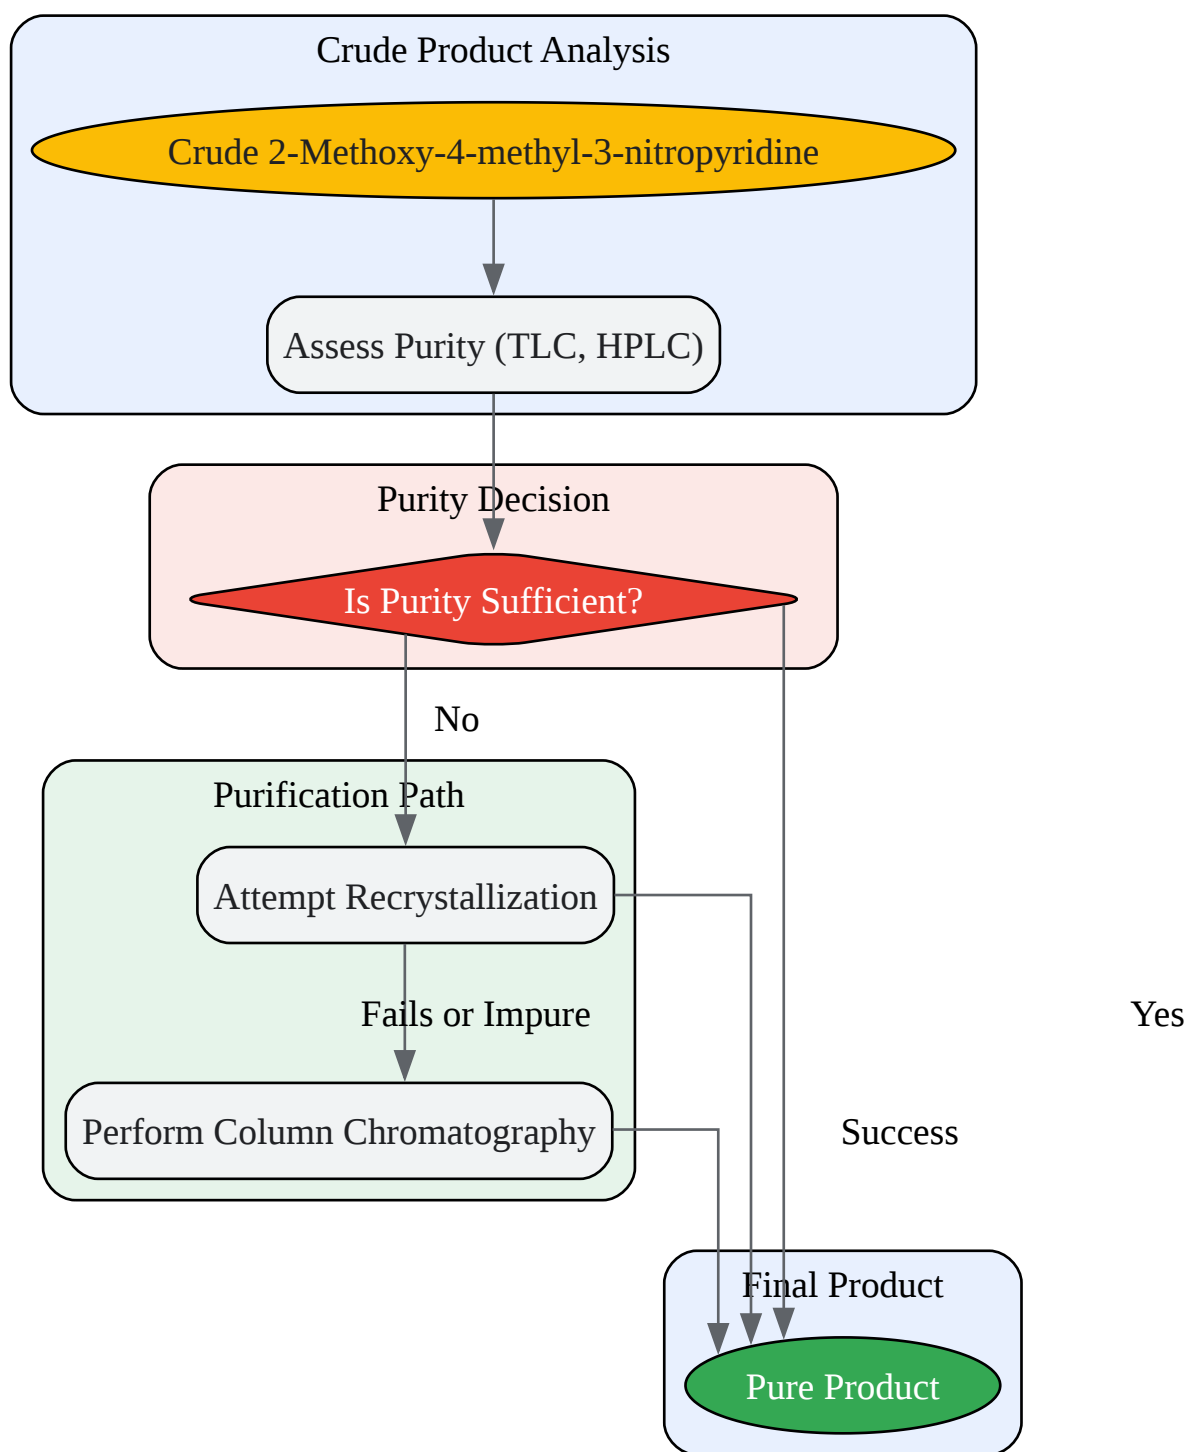 Crude Product Analysis
Crude 2-Methoxy-4-methyl-3-nitropyridine
Assess Purity (TLC, HPLC)
Purity Decision
Is Purity Sufficient?
No
Purification Path
Attempt Recrystallization
Fails or Impure
Yes
Perform Column Chromatography
Success
Final Product
Pure Product